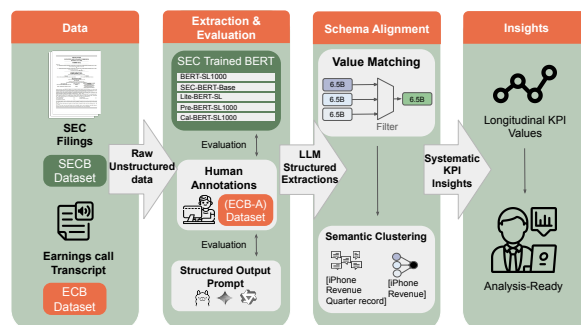 Data
SEC
Filings
SECB
Dataset
Earnings call
Transcript
ECB
Dataset
Raw
Unstructured
data
Extraction &
Evaluation
SEC Trained BERT
BERT-SL1000
SEC-BERT-Base
Lite-BERT-SL
Pre-BERT-SL1000
Cal-BERT-SL1000
Evaluation
Human
Annotations
(ECB-A)
Dataset
Evaluation
Structured Output
Prompt
LLM
Structured
Extractions
Schema Alignment
Value Matching
6.5B
6.5B
6.5B
6.5B
Filter
Semantic Clustering
[iPhone
Revenue
Quarter record]
[iPhone
Revenue]
Systematic
KPI
Insights
Insights
Longitudinal KPI
Values
Analysis-Ready